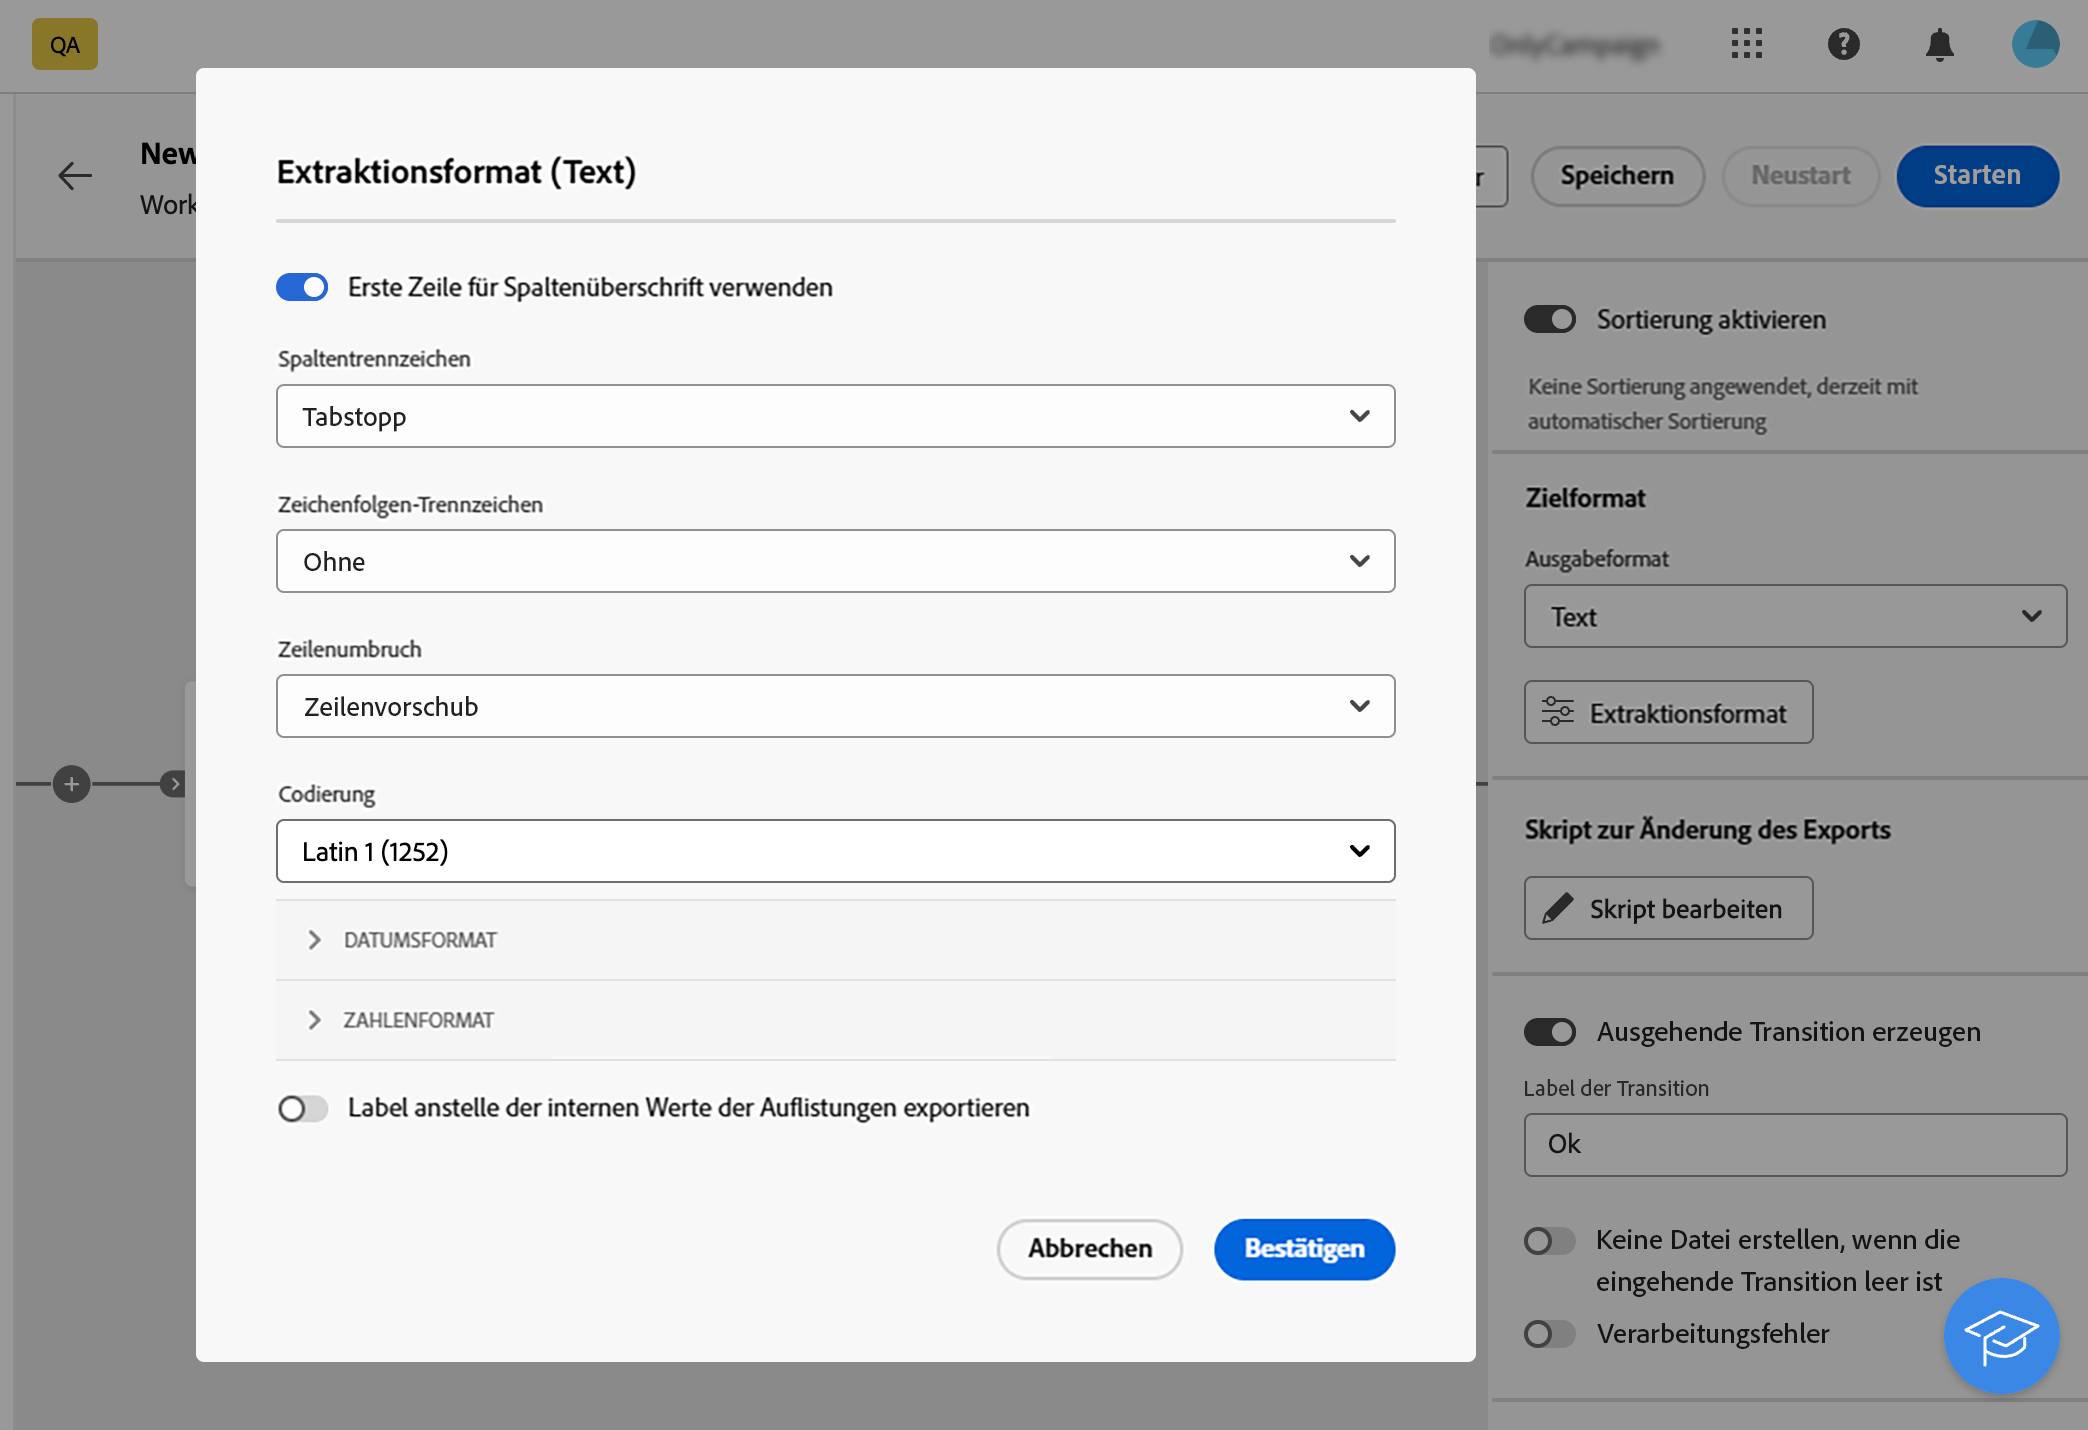 QA
New
Work
r
Speichern
Neustart
Starten
Extraktionsformat (Text)
Erste Zeile für Spaltenüberschrift verwenden
Spaltentrennzeichen
Tabstopp
Zeichenfolgen-Trennzeichen
Ohne
Zeilenumbruch
Zeilenvorschub
Codierung
Latin 1 (1252)
DATUMSFORMAT
ZAHLENFORMAT
Label anstelle der internen Werte der Auflistungen exportieren
Abbrechen
Bestätigen
Sortierung aktivieren
Keine Sortierung angewendet, derzeit mit
automatischer Sortierung
Zielformat
Ausgabeformat
Text
Extraktionsformat
Skript zur Änderung des Exports
Skript bearbeiten
Ausgehende Transition erzeugen
Label der Transition
Ok
Keine Datei erstellen, wenn die
eingehende Transition leer ist
Verarbeitungsfehler